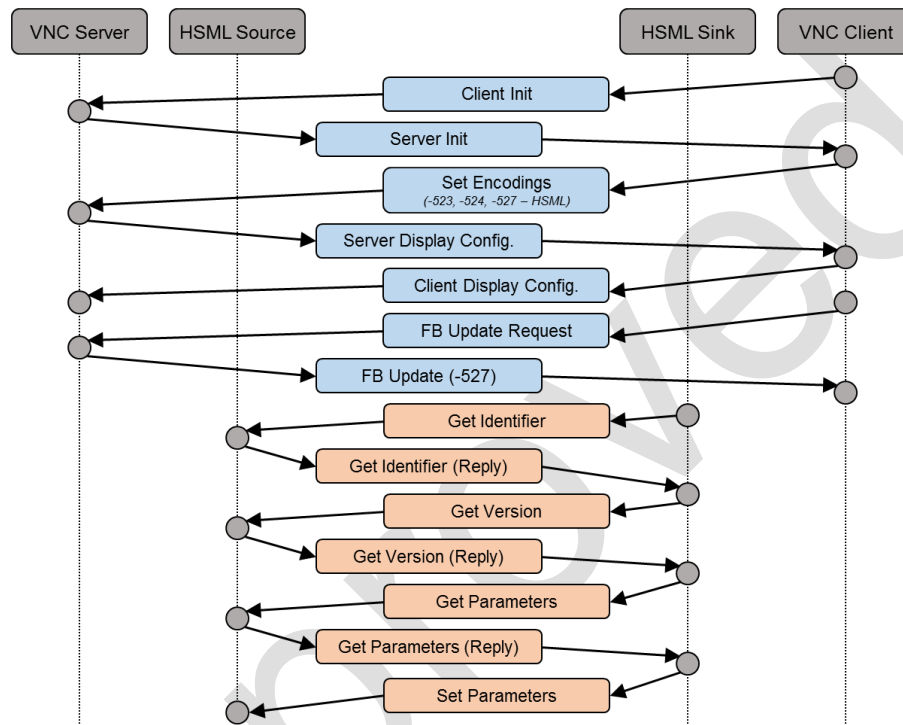 VNC Server
HSML Source
HSML Sink
VNC Client
Client Init
Server Init
Set Encodings
(-523, -524, -527 – HSML)
Server Display Config.
Client Display Config.
FB Update Request
FB Update (-527)
Get Identifier
Get Identifier (Reply)
Get Version
Get Version (Reply)
Get Parameters
Get Parameters (Reply)
Set Parameters
proved